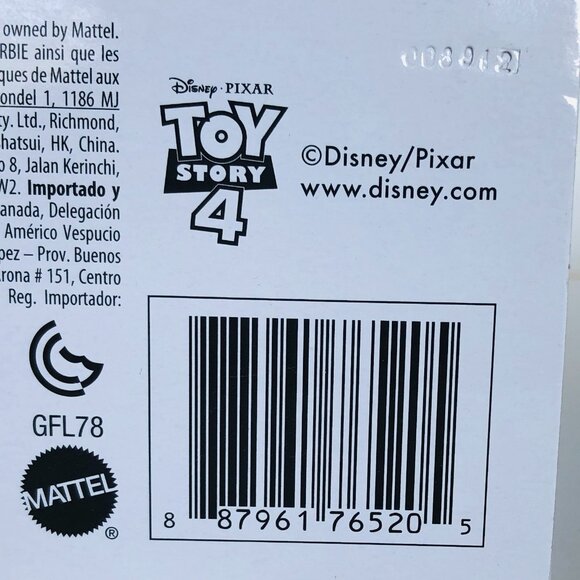 owned by Mattel.
RBIE ainsi que les
ques de Mattel aux
ondel 1, 1186 MJ
ty. Ltd., Richmond,
hatsui, HK, China.
o 8, Jalan Kerinchi,
W2. Importado y
anada, Delegación
Américo Vespucio
pez – Prov. Buenos
rona # 151, Centro
Reg. Importador:
Disney · PIXAR
TOY
STORY
4
©Disney/Pixar
www.disney.com
GFL78
MATTEL
®
8 87961 76520 5